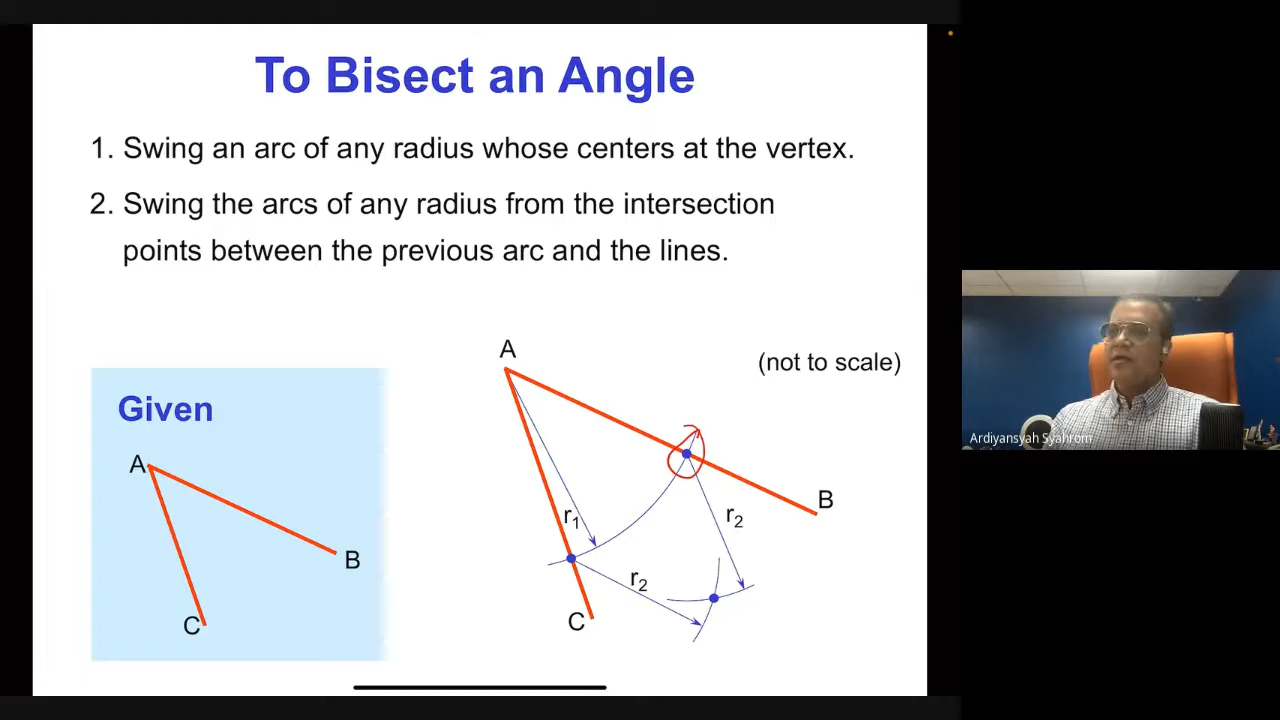 To Bisect an Angle
1. Swing an arc of any radius whose centers at the vertex.
2. Swing the arcs of any radius from the intersection
points between the previous arc and the lines.
Given
A
B
C
A
(not to scale)
B
r₁
r₂
r₂
C
Ardiyansyah Syahrom